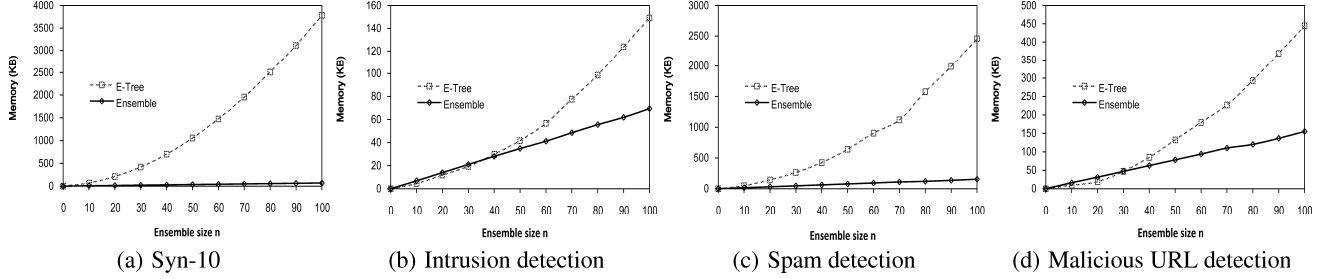 4000
3500
3000
2500
2000
1500
1000
500
0
Memory (KB)
E-Tree
Ensemble
0 10 20 30 40 50 60 70 80 90 100
Ensemble size n
(a) Syn-10
160
140
120
100
80
60
40
20
0
Memory (KB)
E-Tree
Ensemble
0 10 20 30 40 50 60 70 80 90 100
Ensemble size n
(b) Intrusion detection
3000
2500
2000
1500
1000
500
0
Memory (KB)
E-Tree
Ensemble
0 10 20 30 40 50 60 70 80 90 100
Ensemble size n
(c) Spam detection
500
450
400
350
300
250
200
150
100
50
0
Memory (KB)
E-Tree
Ensemble
0 10 20 30 40 50 60 70 80 90 100
Ensemble size n
(d) Malicious URL detection